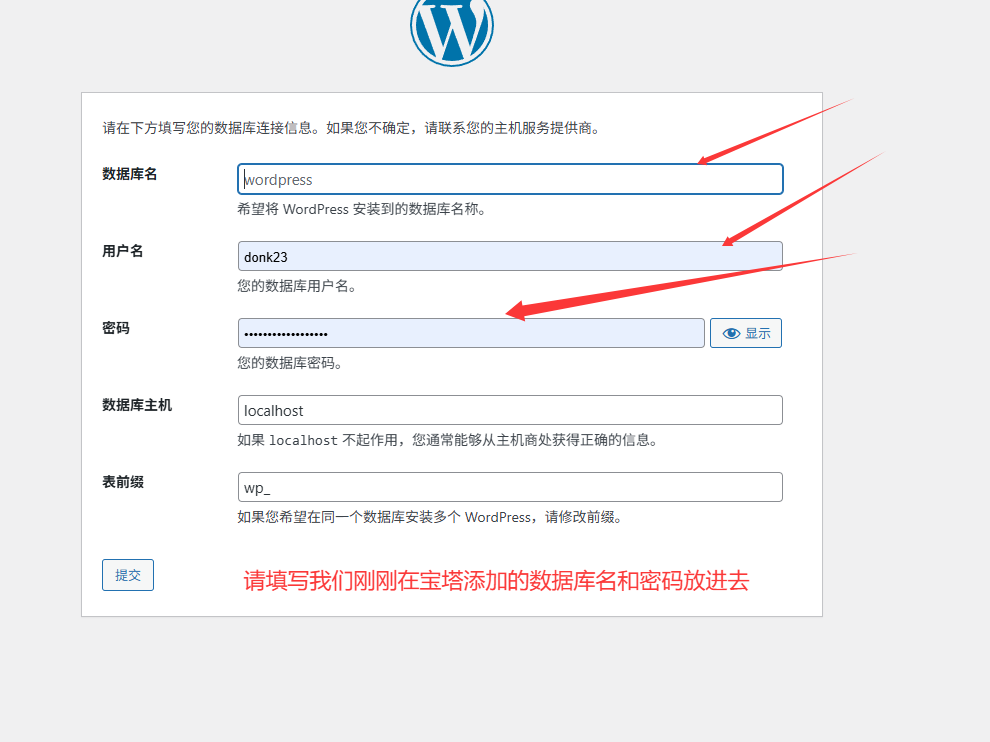 请在下方填写您的数据库连接信息。如果您不确定，请联系您的主机服务提供商。
数据库名
wordpress
希望将 WordPress 安装到的数据库名称。
用户名
donk23
您的数据库用户名。
密码
••••••••••••••••••
显示
您的数据库密码。
数据库主机
localhost
如果 localhost 不起作用，您通常能够从主机商处获得正确的信息。
表前缀
wp_
如果您希望在同一个数据库安装多个 WordPress，请修改前缀。
提交
请填写我们刚刚在宝塔添加的数据库名和密码放进去